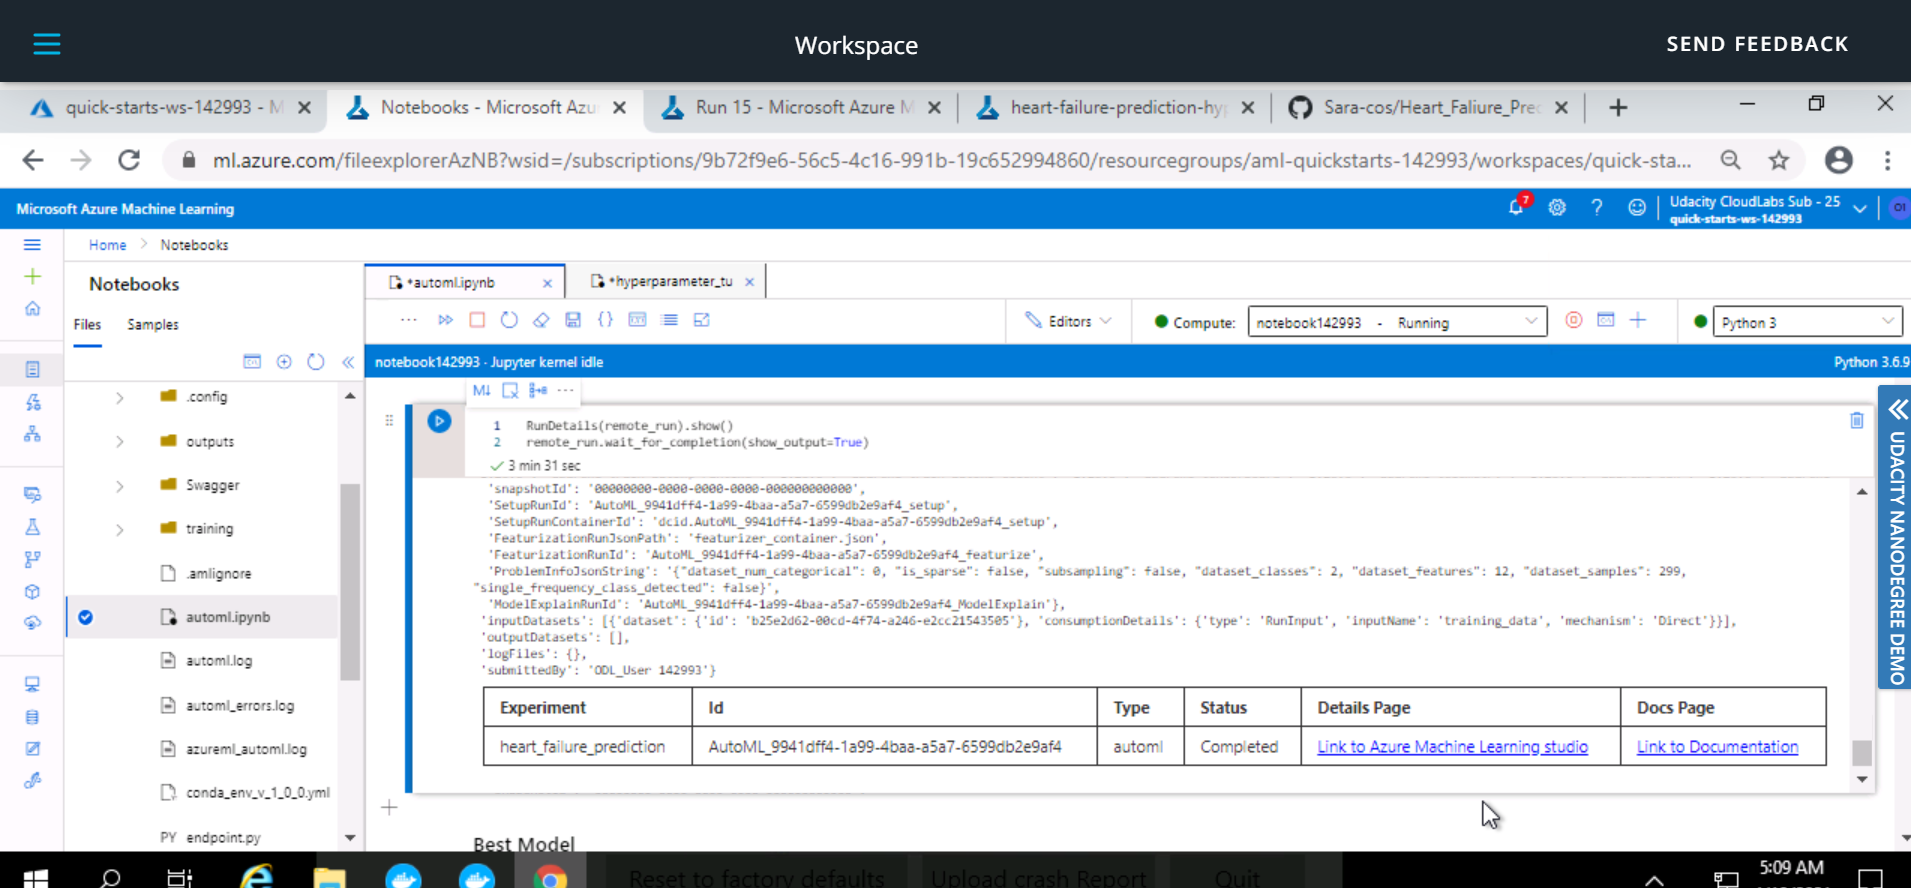 Workspace
SEND FEEDBACK
quick-starts-ws-142993 - M
Notebooks - Microsoft Azu
Run 15 - Microsoft Azure M
heart-failure-prediction-hyp
Sara-cos/Heart_Faliure_Prec
ml.azure.com/fileexplorerAzNB?wsid=/subscriptions/9b72f9e6-56c5-4c16-991b-19c652994860/resourcegroups/aml-quickstarts-142993/workspaces/quick-sta...
Microsoft Azure Machine Learning
7
Udacity CloudLabs Sub - 25
quick-starts-ws-142993
OI
Home > Notebooks
Notebooks
Files Samples
*automl.ipynb
*hyperparameter_tu
Editors
Compute:
notebook142993 - Running
Python 3
notebook142993 · Jupyter kernel idle
Python 3.6.9
.config
outputs
Swagger
training
.amlignore
automl.ipynb
automl.log
automl_errors.log
azureml_automl.log
conda_env_v_1_0_0.yml
PY endpoint.py
M↓
1 RunDetails(remote_run).show()
2 remote_run.wait_for_completion(show_output=True)
3 min 31 sec
'snapshotId': '00000000-0000-0000-0000-000000000000',
'SetupRunId': 'AutoML_9941dff4-1a99-4baa-a5a7-6599db2e9af4_setup',
'SetupRunContainerId': 'dcid.AutoML_9941dff4-1a99-4baa-a5a7-6599db2e9af4_setup',
'FeaturizationRunJsonPath': 'featurizer_container.json',
'FeaturizationRunId': 'AutoML_9941dff4-1a99-4baa-a5a7-6599db2e9af4_featurize',
'ProblemInfoJsonString': '{"dataset_num_categorical": 0, "is_sparse": false, "subsampling": false, "dataset_classes": 2, "dataset_features": 12, "dataset_samples": 299,
"single_frequency_class_detected": false}',
'ModelExplainRunId': 'AutoML_9941dff4-1a99-4baa-a5a7-6599db2e9af4_ModelExplain'},
'inputDatasets': [{'dataset': {'id': 'b25e2d62-00cd-4f74-a246-e2cc21543505'}, 'consumptionDetails': {'type': 'RunInput', 'inputName': 'training_data', 'mechanism': 'Direct'}}],
'outputDatasets': [],
'logFiles': {},
'submittedBy': 'ODL_User 142993'}
Experiment Id Type Status Details Page Docs Page
heart_failure_prediction AutoML_9941dff4-1a99-4baa-a5a7-6599db2e9af4 automl Completed Link to Azure Machine Learning studio Link to Documentation
Best Model
UDACITY NANODEGREE DEMO
Reset to factory defaults
Upload crash Report
Quit
5:09 AM